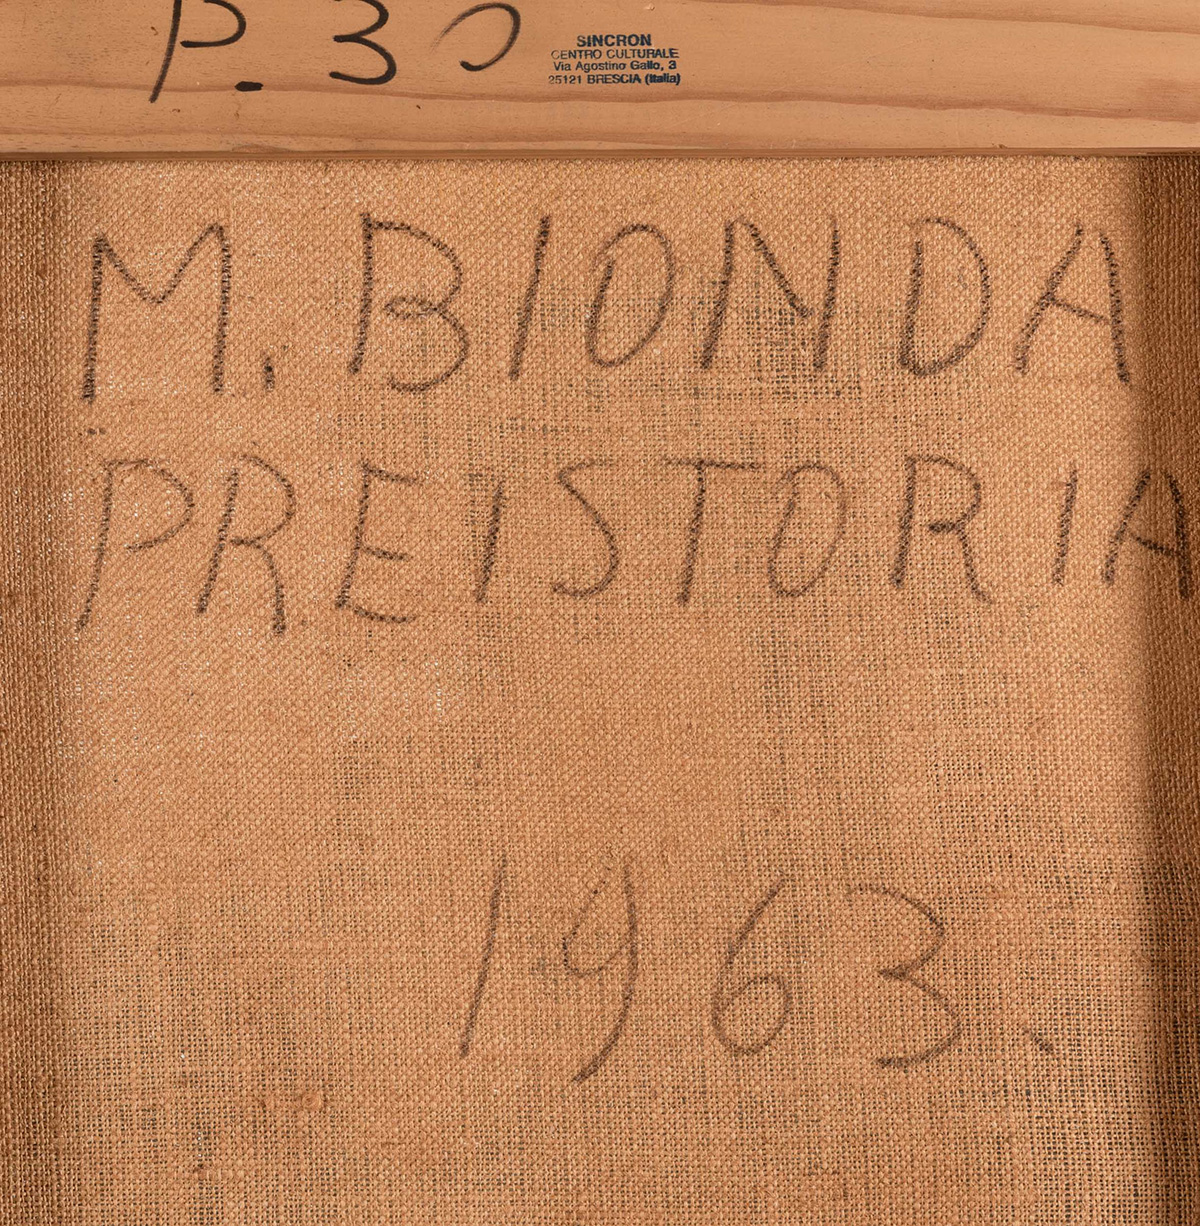 P. 30
SINCRON
CENTRO CULTURALE
Via Agostino Gallo, 3
25121 BRESCIA (Italia)
M. BIONDA
PREISTORIA
1963.